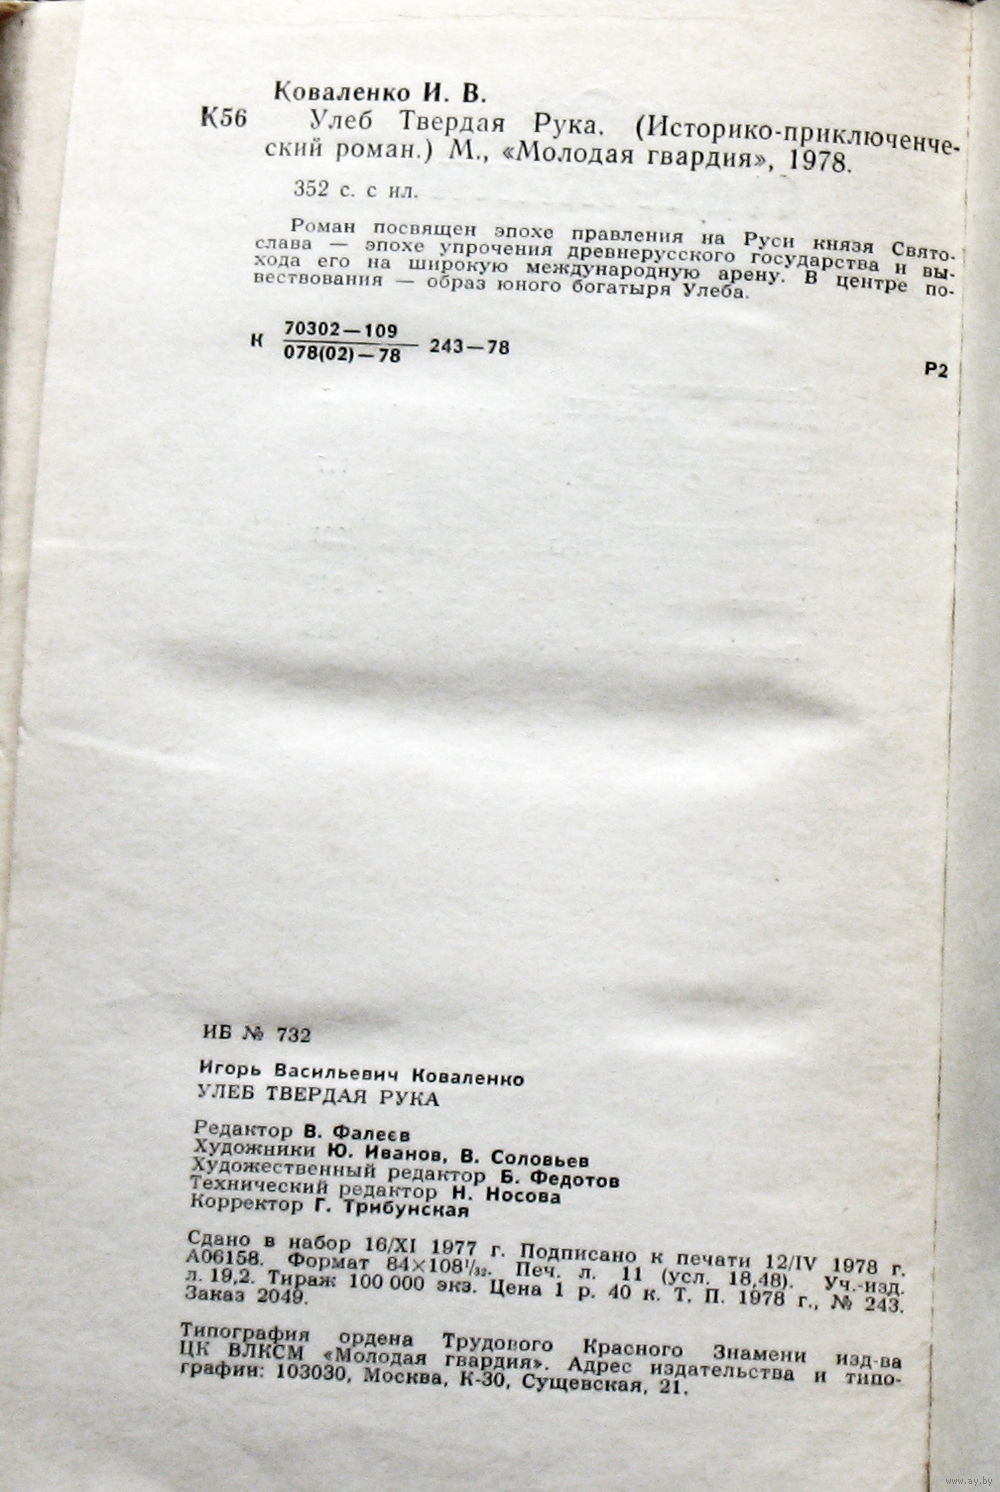 Коваленко И. В.
К56 Улеб Твердая Рука. (Историко-приключенче-
ский роман.) М., «Молодая гвардия», 1978.
352 с. с ил.
Роман посвящен эпохе правления на Руси князя Свято-
слава — эпохе упрочения древнерусского государства и вы-
хода его на широкую международную арену. В центре по-
вествования — образ юного богатыря Улеба.
К 70302—109
078(02)—78 243—78
Р2
ИБ № 732
Игорь Васильевич Коваленко
УЛЕБ ТВЕРДАЯ РУКА
Редактор В. Фалеев
Художники Ю. Иванов, В. Соловьев
Художественный редактор Б. Федотов
Технический редактор Н. Носова
Корректор Г. Трибунская
Сдано в набор 16/XI 1977 г. Подписано к печати 12/IV 1978 г.
А06158. Формат 84×108¹/₃₂. Печ. л. 11 (усл. 18,48). Уч.-изд.
л. 19,2. Тираж 100 000 экз. Цена 1 р. 40 к. Т. П. 1978 г., № 243.
Заказ 2049.
Типография ордена Трудового Красного Знамени изд-ва
ЦК ВЛКСМ «Молодая гвардия». Адрес издательства и типо-
графии: 103030, Москва, К-30, Сущевская, 21.
www.ay.by